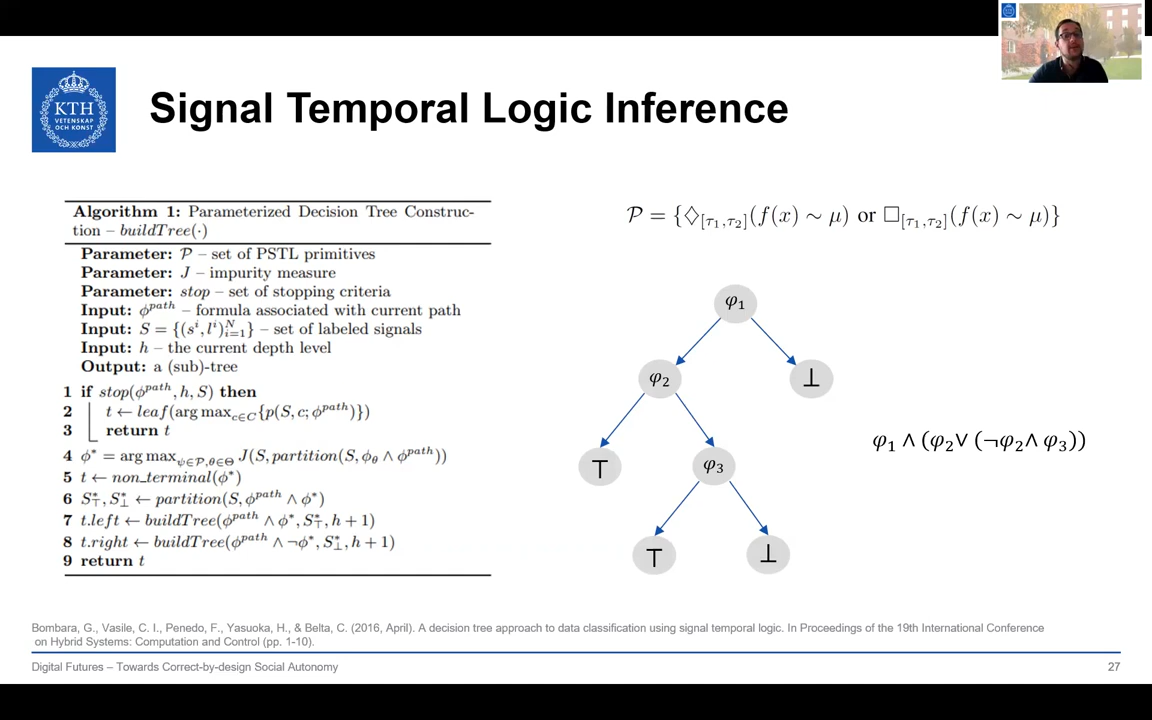 KTH
VETENSKAP
OCH KONST
Signal Temporal Logic Inference
Algorithm 1: Parameterized Decision Tree Construc-
tion – buildTree(·)
Parameter: 𝒫 – set of PSTL primitives
Parameter: J – impurity measure
Parameter: stop – set of stopping criteria
Input: ϕ^{path} – formula associated with current path
Input: S = {(s^i, l^i)_{i=1}^N} – set of labeled signals
Input: h – the current depth level
Output: a (sub)-tree
1 if stop(ϕ^{path}, h, S) then
2 t ← leaf(arg max_{c∈C}{p(S, c; ϕ^{path})})
3 return t
4 ϕ* = arg max_{ψ∈𝒫,θ∈Θ} J(S, partition(S, ϕ_θ ∧ ϕ^{path}))
5 t ← non_terminal(ϕ*)
6 S*_⊤, S*_⊥ ← partition(S, ϕ^{path} ∧ ϕ*)
7 t.left ← buildTree(ϕ^{path} ∧ ϕ*, S*_⊤, h + 1)
8 t.right ← buildTree(ϕ^{path} ∧ ¬ϕ*, S*_⊥, h + 1)
9 return t
𝒫 = {♢_{[τ₁,τ₂]}(f(x) ∼ μ) or □_{[τ₁,τ₂]}(f(x) ∼ μ)}
φ₁
φ₂
⊥
⊤
φ₃
⊤
⊥
φ₁ ∧ (φ₂∨ (¬φ₂∧ φ₃))
Bombara, G., Vasile, C. I., Penedo, F., Yasuoka, H., & Belta, C. (2016, April). A decision tree approach to data classification using signal temporal logic. In Proceedings of the 19th International Conference
on Hybrid Systems: Computation and Control (pp. 1-10).
Digital Futures – Towards Correct-by-design Social Autonomy
27